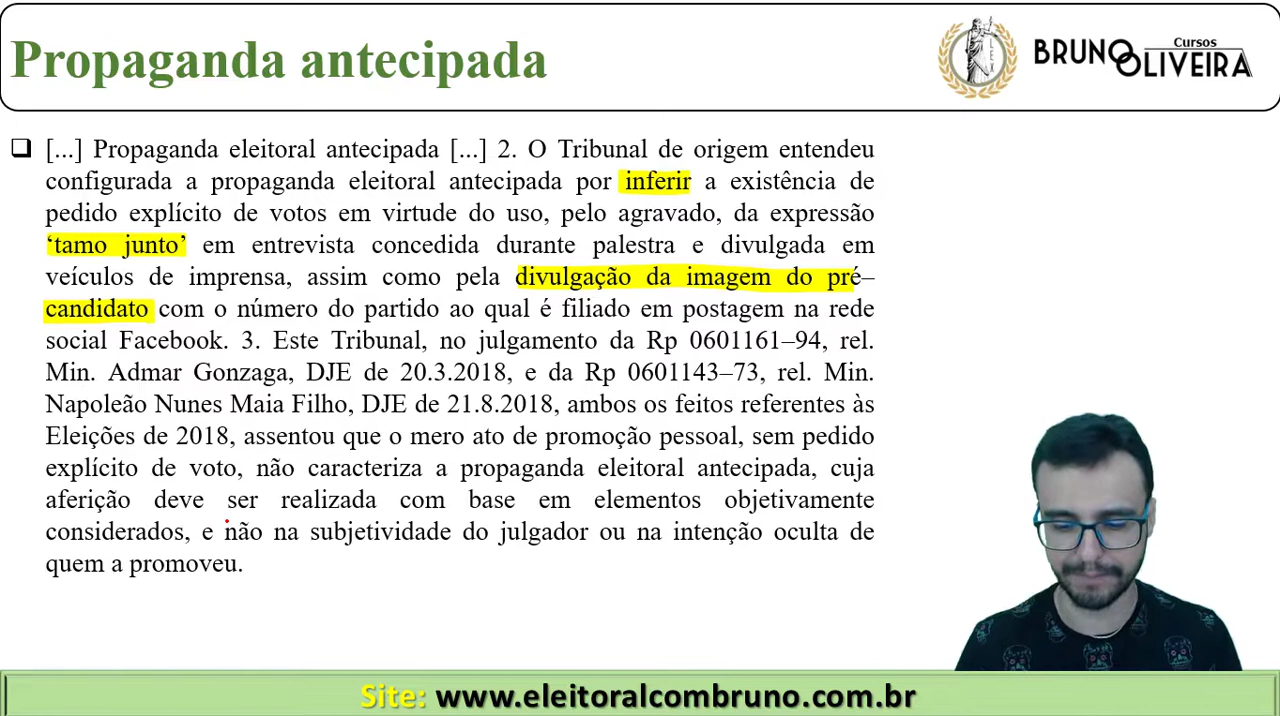 Propaganda antecipada
Cursos
BRUNO OLIVEIRA
[...] Propaganda eleitoral antecipada [...] 2. O Tribunal de origem entendeu
configurada a propaganda eleitoral antecipada por inferir a existência de
pedido explícito de votos em virtude do uso, pelo agravado, da expressão
‘tamo junto’ em entrevista concedida durante palestra e divulgada em
veículos de imprensa, assim como pela divulgação da imagem do pré–
candidato com o número do partido ao qual é filiado em postagem na rede
social Facebook. 3. Este Tribunal, no julgamento da Rp 0601161–94, rel.
Min. Admar Gonzaga, DJE de 20.3.2018, e da Rp 0601143–73, rel. Min.
Napoleão Nunes Maia Filho, DJE de 21.8.2018, ambos os feitos referentes às
Eleições de 2018, assentou que o mero ato de promoção pessoal, sem pedido
explícito de voto, não caracteriza a propaganda eleitoral antecipada, cuja
aferição deve ser realizada com base em elementos objetivamente
considerados, e não na subjetividade do julgador ou na intenção oculta de
quem a promoveu.
Site: www.eleitoralcombruno.com.br